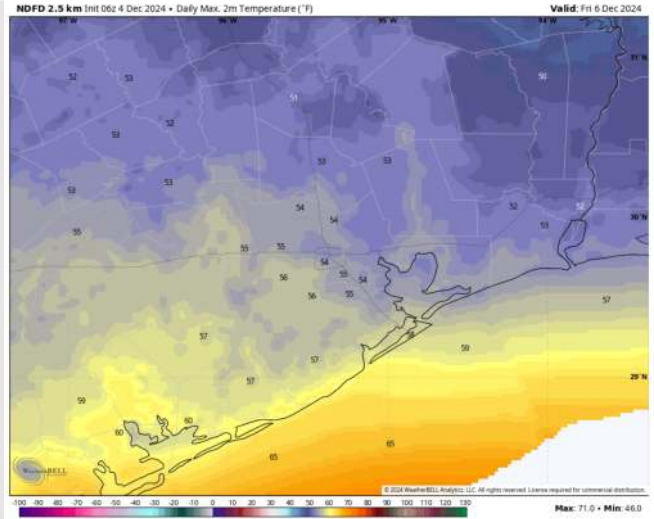 NDFD 2.5 km Init 06z 4 Dec 2024 • Daily Max. 2m Temperature (°F)
Valid: Fri 6 Dec 2024
97°W 96°W 95°W 94°W
31°N
52 53 50
51
53 52
53 53
53 53
54 52 52
54 53
55 55 55
54
30°N
56 55 54
56 55
57
57 58
59
57
57
29°N
59
60 60
65 65
WeatherBELL
© 2024 WeatherBELL Analytics, LLC. All rights reserved. License required for commercial distribution.
-100 -90 -80 -70 -60 -50 -40 -30 -20 -10 0 10 20 30 40 50 60 70 80 90 100 110 120 130
Max: 71.0 • Min: 46.0